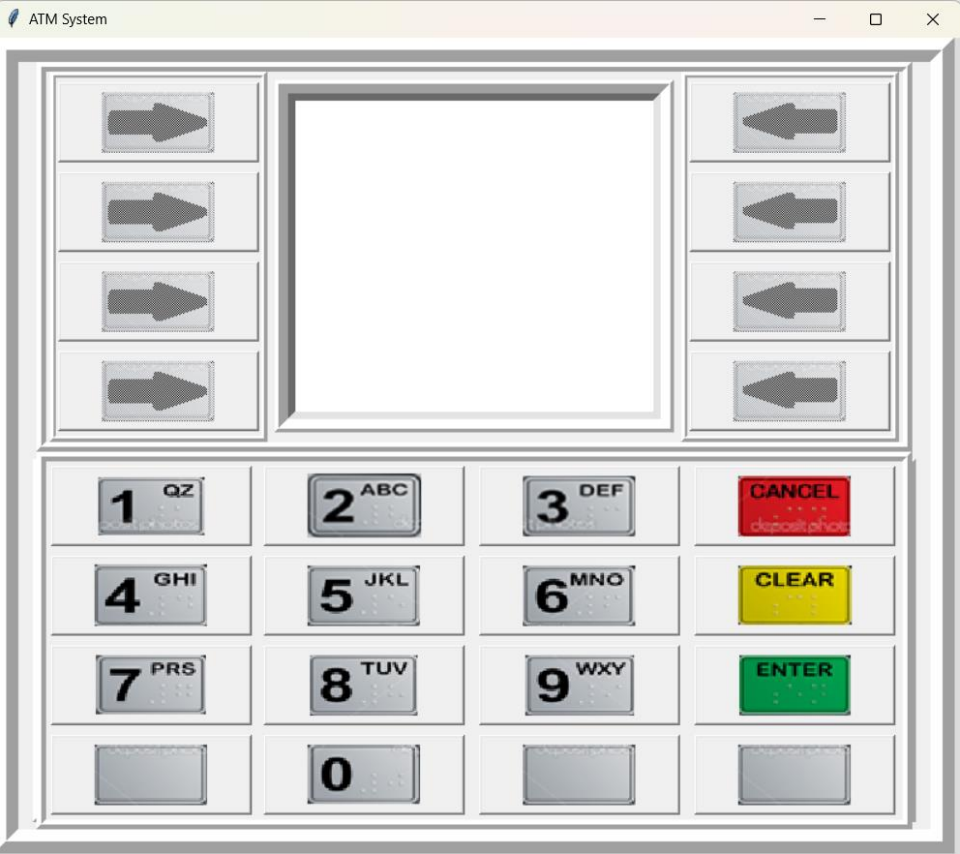 ATM System
1 QZ 2 ABC 3 DEF CANCEL
depositphoto
4 GHI 5 JKL 6 MNO CLEAR
7 PRS 8 TUV 9 WXY ENTER
0